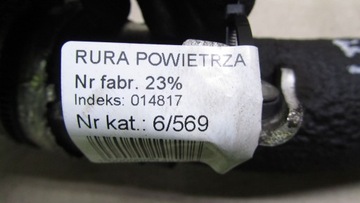 RURA POWIETRZA
Nr fabr. 23%
Indeks: 014817
Nr kat.: 6/569